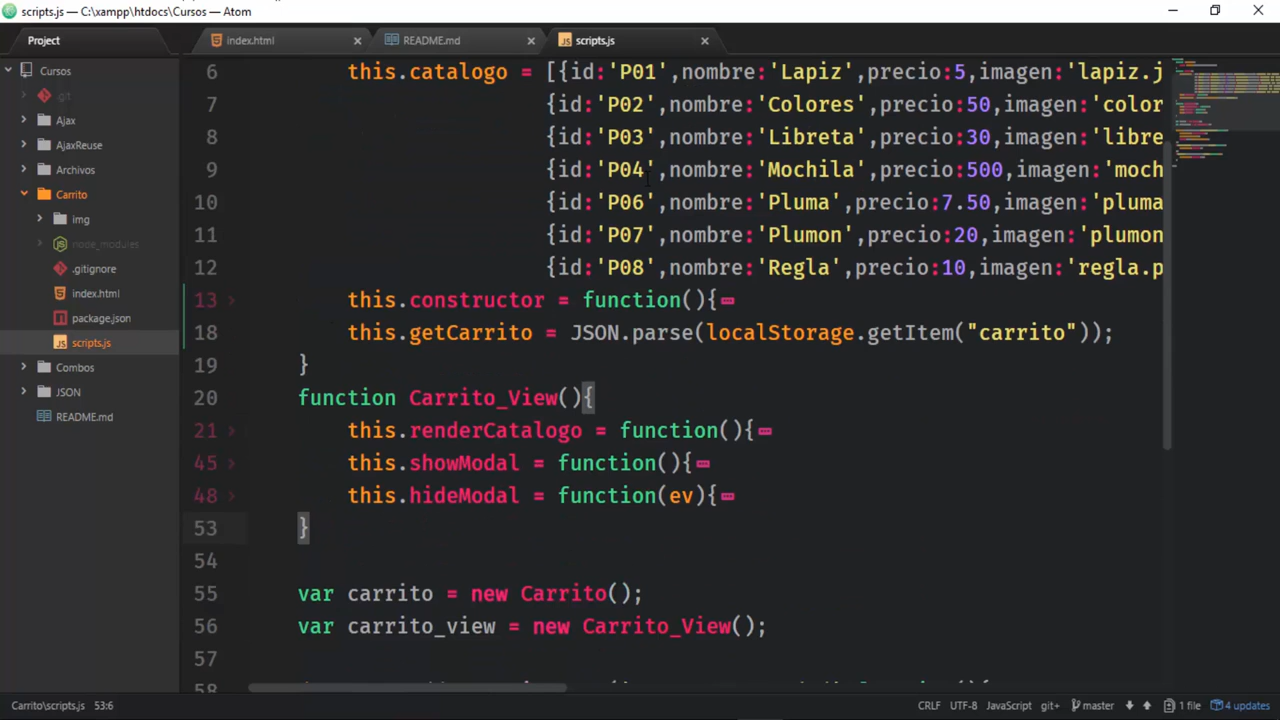 scripts.js — C:\xampp\htdocs\Cursos — Atom
Project
index.html
README.md
scripts.js
Cursos
.git
Ajax
AjaxReuse
Archivos
Carrito
img
node_modules
.gitignore
index.html
package.json
scripts.js
Combos
JSON
README.md
6 this.catalogo = [{id:'P01',nombre:'Lapiz',precio:5,imagen:'lapiz.j
7 {id:'P02',nombre:'Colores',precio:50,imagen:'color
8 {id:'P03',nombre:'Libreta',precio:30,imagen:'libre
9 {id:'P04',nombre:'Mochila',precio:500,imagen:'moch
10 {id:'P06',nombre:'Pluma',precio:7.50,imagen:'pluma
11 {id:'P07',nombre:'Plumon',precio:20,imagen:'plumon
12 {id:'P08',nombre:'Regla',precio:10,imagen:'regla.p
13 this.constructor = function(){
18 this.getCarrito = JSON.parse(localStorage.getItem("carrito"));
19 }
20 function Carrito_View(){
21 this.renderCatalogo = function(){
45 this.showModal = function(){
48 this.hideModal = function(ev){
53 }
54
55 var carrito = new Carrito();
56 var carrito_view = new Carrito_View();
57
58
Carrito\scripts.js 53:6
CRLF UTF-8 JavaScript git+ master 1 file 4 updates